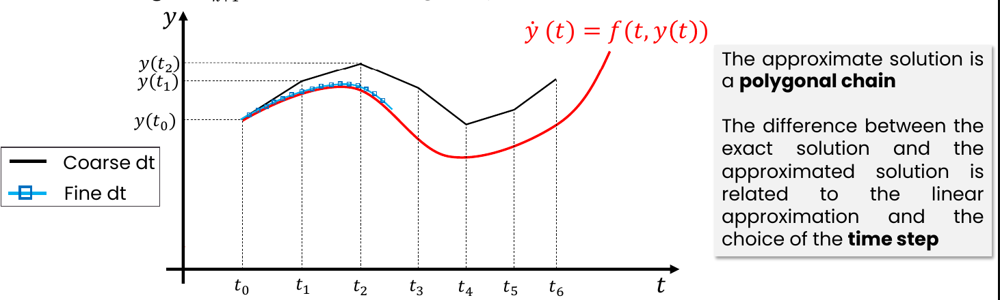 y
ẏ (t) = f(t, y(t))
y(t₂)
y(t₁)
y(t₀)
Coarse dt
Fine dt
t₀ t₁ t₂ t₃ t₄ t₅ t₆ t
The approximate solution is
a polygonal chain
The difference between the
exact solution and the
approximated solution is
related to the linear
approximation and the
choice of the time step